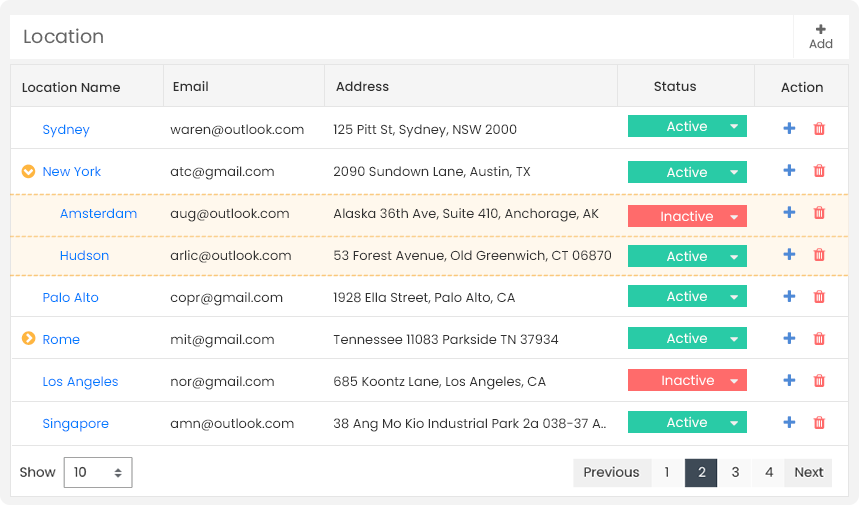 Location
Add
Location Name Email Address Status Action
Sydney waren@outlook.com 125 Pitt St, Sydney, NSW 2000 Active
New York atc@gmail.com 2090 Sundown Lane, Austin, TX Active
Amsterdam aug@outlook.com Alaska 36th Ave, Suite 410, Anchorage, AK Inactive
Hudson arlic@outlook.com 53 Forest Avenue, Old Greenwich, CT 06870 Active
Palo Alto copr@gmail.com 1928 Ella Street, Palo Alto, CA Active
Rome mit@gmail.com Tennessee 11083 Parkside TN 37934 Active
Los Angeles nor@gmail.com 685 Koontz Lane, Los Angeles, CA Inactive
Singapore amn@outlook.com 38 Ang Mo Kio Industrial Park 2a 038-37 A.. Active
Show 10 Previous 1 2 3 4 Next